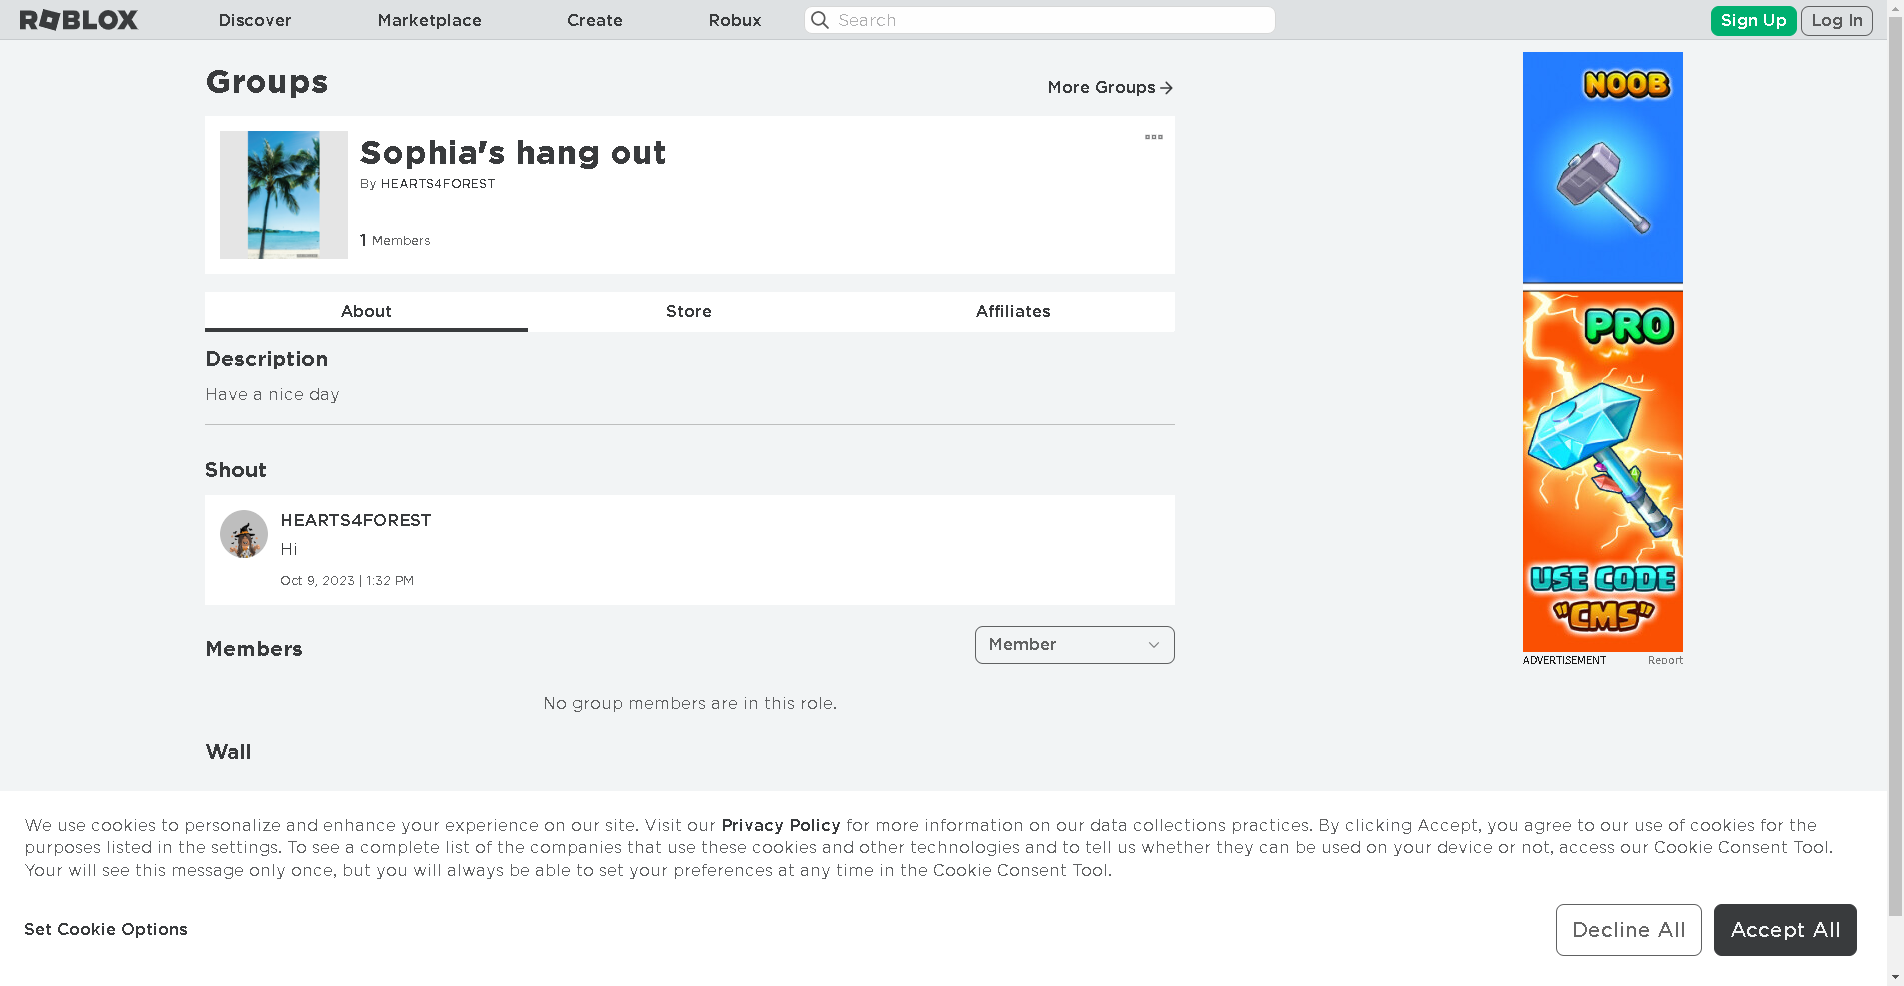 ROBLOX
Discover
Marketplace
Create
Robux
Search
Sign Up
Log In
Groups
More Groups
Sophia's hang out
By HEARTS4FOREST
1 Members
About
Store
Affiliates
Description
Have a nice day
Shout
HEARTS4FOREST
Hi
Oct 9, 2023 | 1:32 PM
Members
Member
No group members are in this role.
Wall
NOOB
PRO
USE CODE
"CMS"
ADVERTISEMENT
Report
We use cookies to personalize and enhance your experience on our site. Visit our Privacy Policy for more information on our data collections practices. By clicking Accept, you agree to our use of cookies for the
purposes listed in the settings. To see a complete list of the companies that use these cookies and other technologies and to tell us whether they can be used on your device or not, access our Cookie Consent Tool.
Your will see this message only once, but you will always be able to set your preferences at any time in the Cookie Consent Tool.
Set Cookie Options
Decline All
Accept All